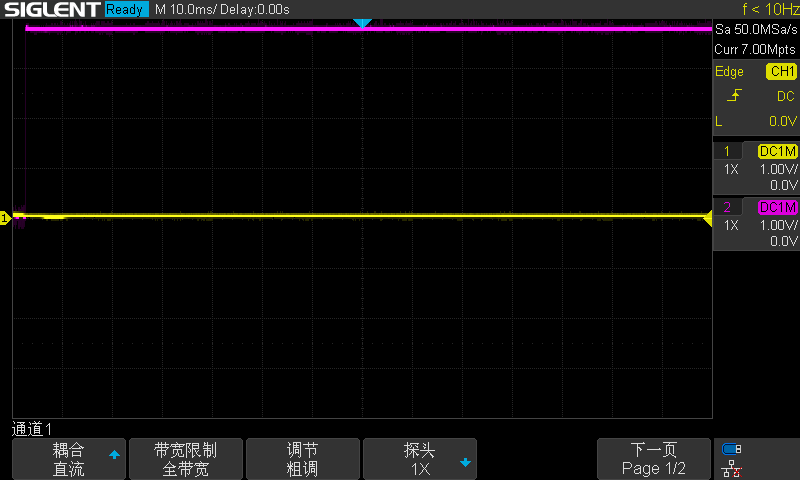 SIGLENT Ready M 10.0ms/ Delay:0.00s f < 10Hz
Sa 50.0MSa/s
Curr 7.00Mpts
Edge CH1
DC
L 0.0V
1 DC1M
1X 1.00V/
0.0V
2 DC1M
1X 1.00V/
0.0V
1
通道1
耦合
直流
带宽限制
全带宽
调节
粗调
探头
1X
下一页
Page 1/2